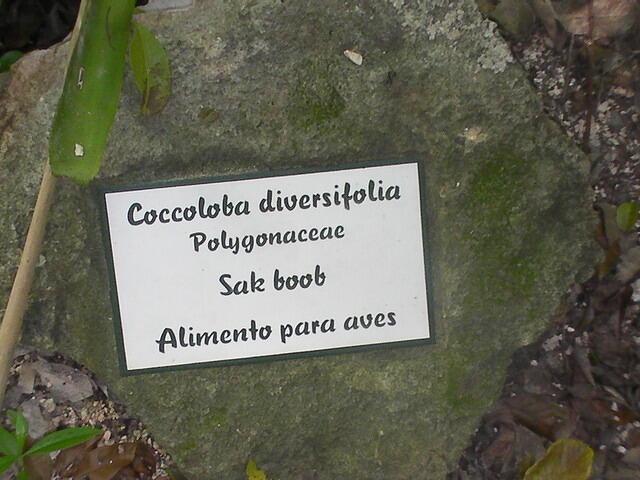 Coccoloba diversifolia
Polygonaceae
Sak boob
Alimento para aves